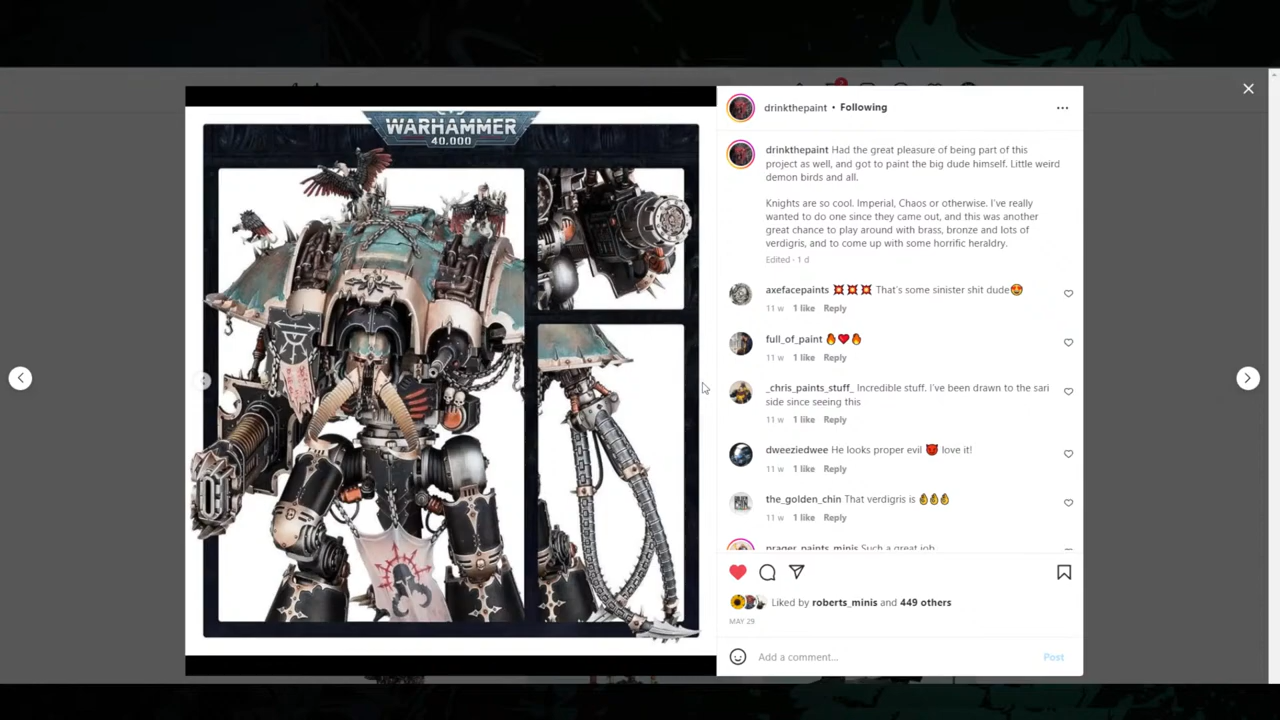 WARHAMMER
40,000
drinkthepaint • Following
drinkthepaint Had the great pleasure of being part of this
project as well, and got to paint the big dude himself. Little weird
demon birds and all.
Knights are so cool. Imperial, Chaos or otherwise. I've really
wanted to do one since they came out, and this was another
great chance to play around with brass, bronze and lots of
verdigris, and to come up with some horrific heraldry.
Edited · 1 d
axefacepaints 💥💥💥 That's some sinister shit dude😍
11 w 1 like Reply
full_of_paint 🔥❤️🔥
11 w 1 like Reply
_chris_paints_stuff_ Incredible stuff. I've been drawn to the sari
side since seeing this
11 w 1 like Reply
dweeziedwee He looks proper evil 👿 love it!
11 w 1 like Reply
the_golden_chin That verdigris is 👌👌👌
11 w 1 like Reply
prager_paints_minis Such a great job
Liked by roberts_minis and 449 others
MAY 29
Add a comment...
Post